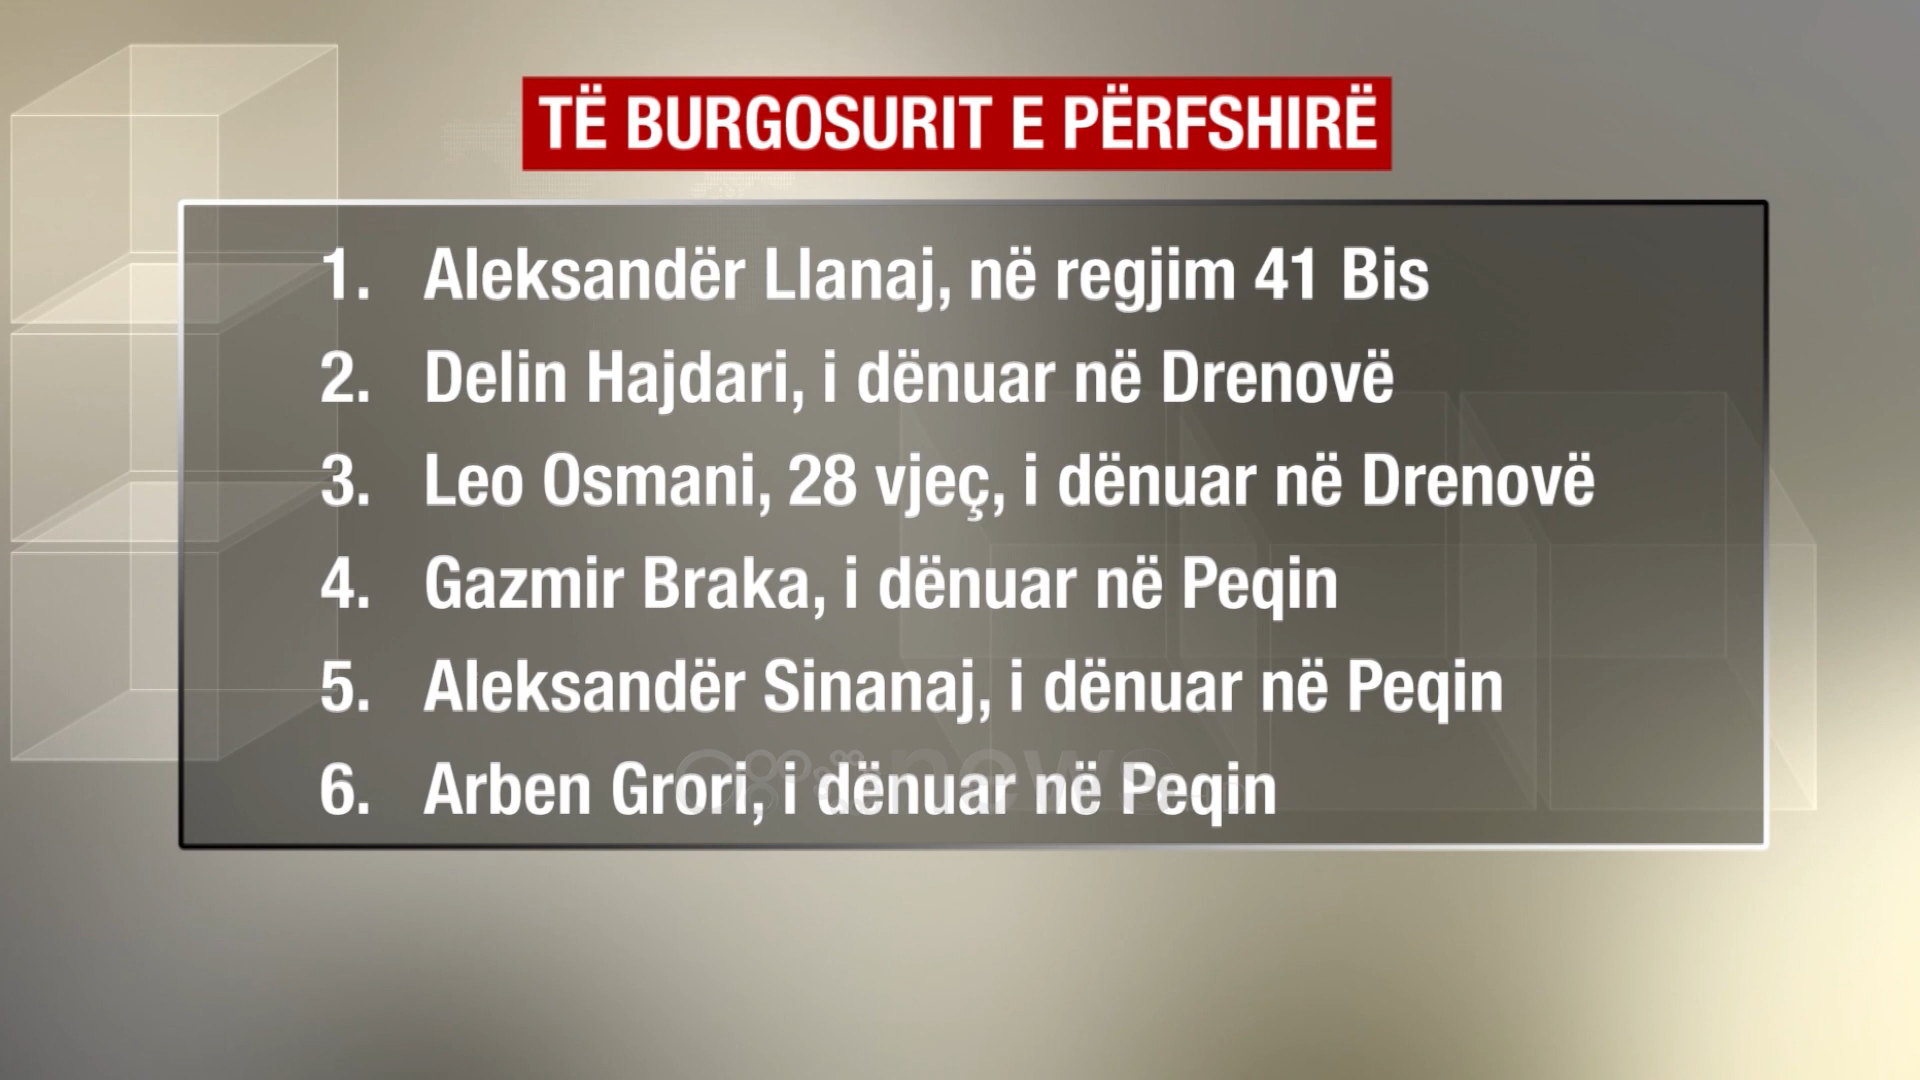 TË BURGOSURIT E PËRFSHIRË
1. Aleksandër Llanaj, në regjim 41 Bis
2. Delin Hajdari, i dënuar në Drenovë
3. Leo Osmani, 28 vjeç, i dënuar në Drenovë
4. Gazmir Braka, i dënuar në Peqin
5. Aleksandër Sinanaj, i dënuar në Peqin
6. Arben Grori, i dënuar në Peqin
news